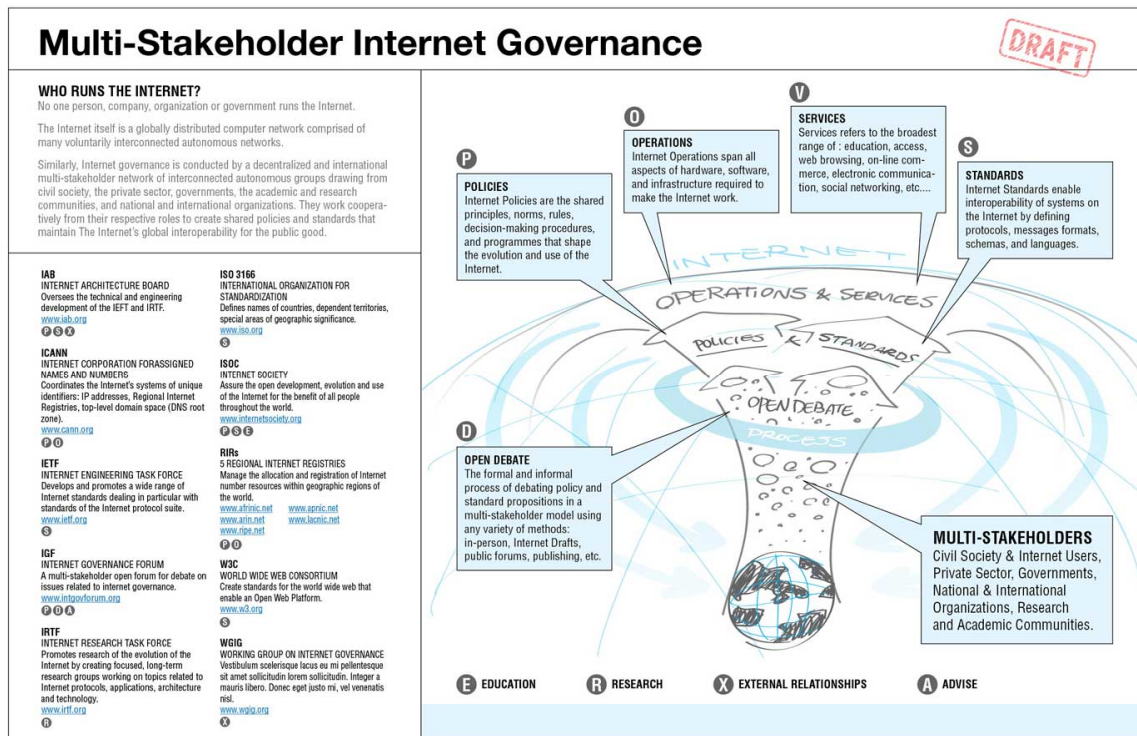 Multi-Stakeholder Internet Governance
DRAFT
WHO RUNS THE INTERNET?
No one person, company, organization or government runs the Internet.
The Internet itself is a globally distributed computer network comprised of
many voluntarily interconnected autonomous networks.
Similarly, Internet governance is conducted by a decentralized and international
multi-stakeholder network of interconnected autonomous groups drawing from
civil society, the private sector, governments, the academic and research
communities, and national and international organizations. They work coopera-
tively from their respective roles to create shared policies and standards that
maintain The Internet's global interoperability for the public good.
IAB
INTERNET ARCHITECTURE BOARD
Oversees the technical and engineering
development of the IEFT and IRTF.
www.iab.org
P S X
ICANN
INTERNET CORPORATION FORASSIGNED
NAMES AND NUMBERS
Coordinates the Internet's systems of unique
identifiers: IP addresses, Regional Internet
Registries, top-level domain space (DNS root
zone).
www.cann.org
P O
IETF
INTERNET ENGINEERING TASK FORCE
Develops and promotes a wide range of
Internet standards dealing in particular with
standards of the Internet protocol suite.
www.ietf.org
S
IGF
INTERNET GOVERNANCE FORUM
A multi-stakeholder open forum for debate on
issues related to internet governance.
www.intgovforum.org
P D A
IRTF
INTERNET RESEARCH TASK FORCE
Promotes research of the evolution of the
Internet by creating focused, long-term
research groups working on topics related to
Internet protocols, applications, architecture
and technology.
www.irtf.org
R
ISO 3166
INTERNATIONAL ORGANIZATION FOR
STANDARDIZATION
Defines names of countries, dependent territories,
special areas of geographic significance.
www.iso.org
S
ISOC
INTERNET SOCIETY
Assure the open development, evolution and use
of the Internet for the benefit of all people
throughout the world.
www.internetsociety.org
P S E
RIRs
5 REGIONAL INTERNET REGISTRIES
Manage the allocation and registration of Internet
number resources within geographic regions of
the world.
www.afrinic.net www.apnic.net
www.arin.net www.lacnic.net
www.ripe.net
P O
W3C
WORLD WIDE WEB CONSORTIUM
Create standards for the world wide web that
enable an Open Web Platform.
www.w3.org
S
WGIG
WORKING GROUP ON INTERNET GOVERNANCE
Vestibulum scelerisque lacus eu mi pellentesque
sit amet sollicitudin lorem sollicitudin. Integer a
mauris libero. Donec eget justo mi, vel venenatis
nisl.
www.wgig.org
X
P
POLICIES
Internet Policies are the shared
principles, norms, rules,
decision-making procedures,
and programmes that shape
the evolution and use of the
Internet.
O
OPERATIONS
Internet Operations span all
aspects of hardware, software,
and infrastructure required to
make the Internet work.
V
SERVICES
Services refers to the broadest
range of : education, access,
web browsing, on-line com-
merce, electronic communica-
tion, social networking, etc....
S
STANDARDS
Internet Standards enable
interoperability of systems on
the Internet by defining
protocols, messages formats,
schemas, and languages.
INTERNET
OPERATIONS & SERVICES
POLICIES & STANDARDS
OPEN DEBATE
PROCESS
D
OPEN DEBATE
The formal and informal
process of debating policy and
standard propositions in a
multi-stakeholder model using
any variety of methods:
in-person, Internet Drafts,
public forums, publishing, etc.
MULTI-STAKEHOLDERS
Civil Society & Internet Users,
Private Sector, Governments,
National & International
Organizations, Research
and Academic Communities.
E EDUCATION R RESEARCH X EXTERNAL RELATIONSHIPS A ADVISE